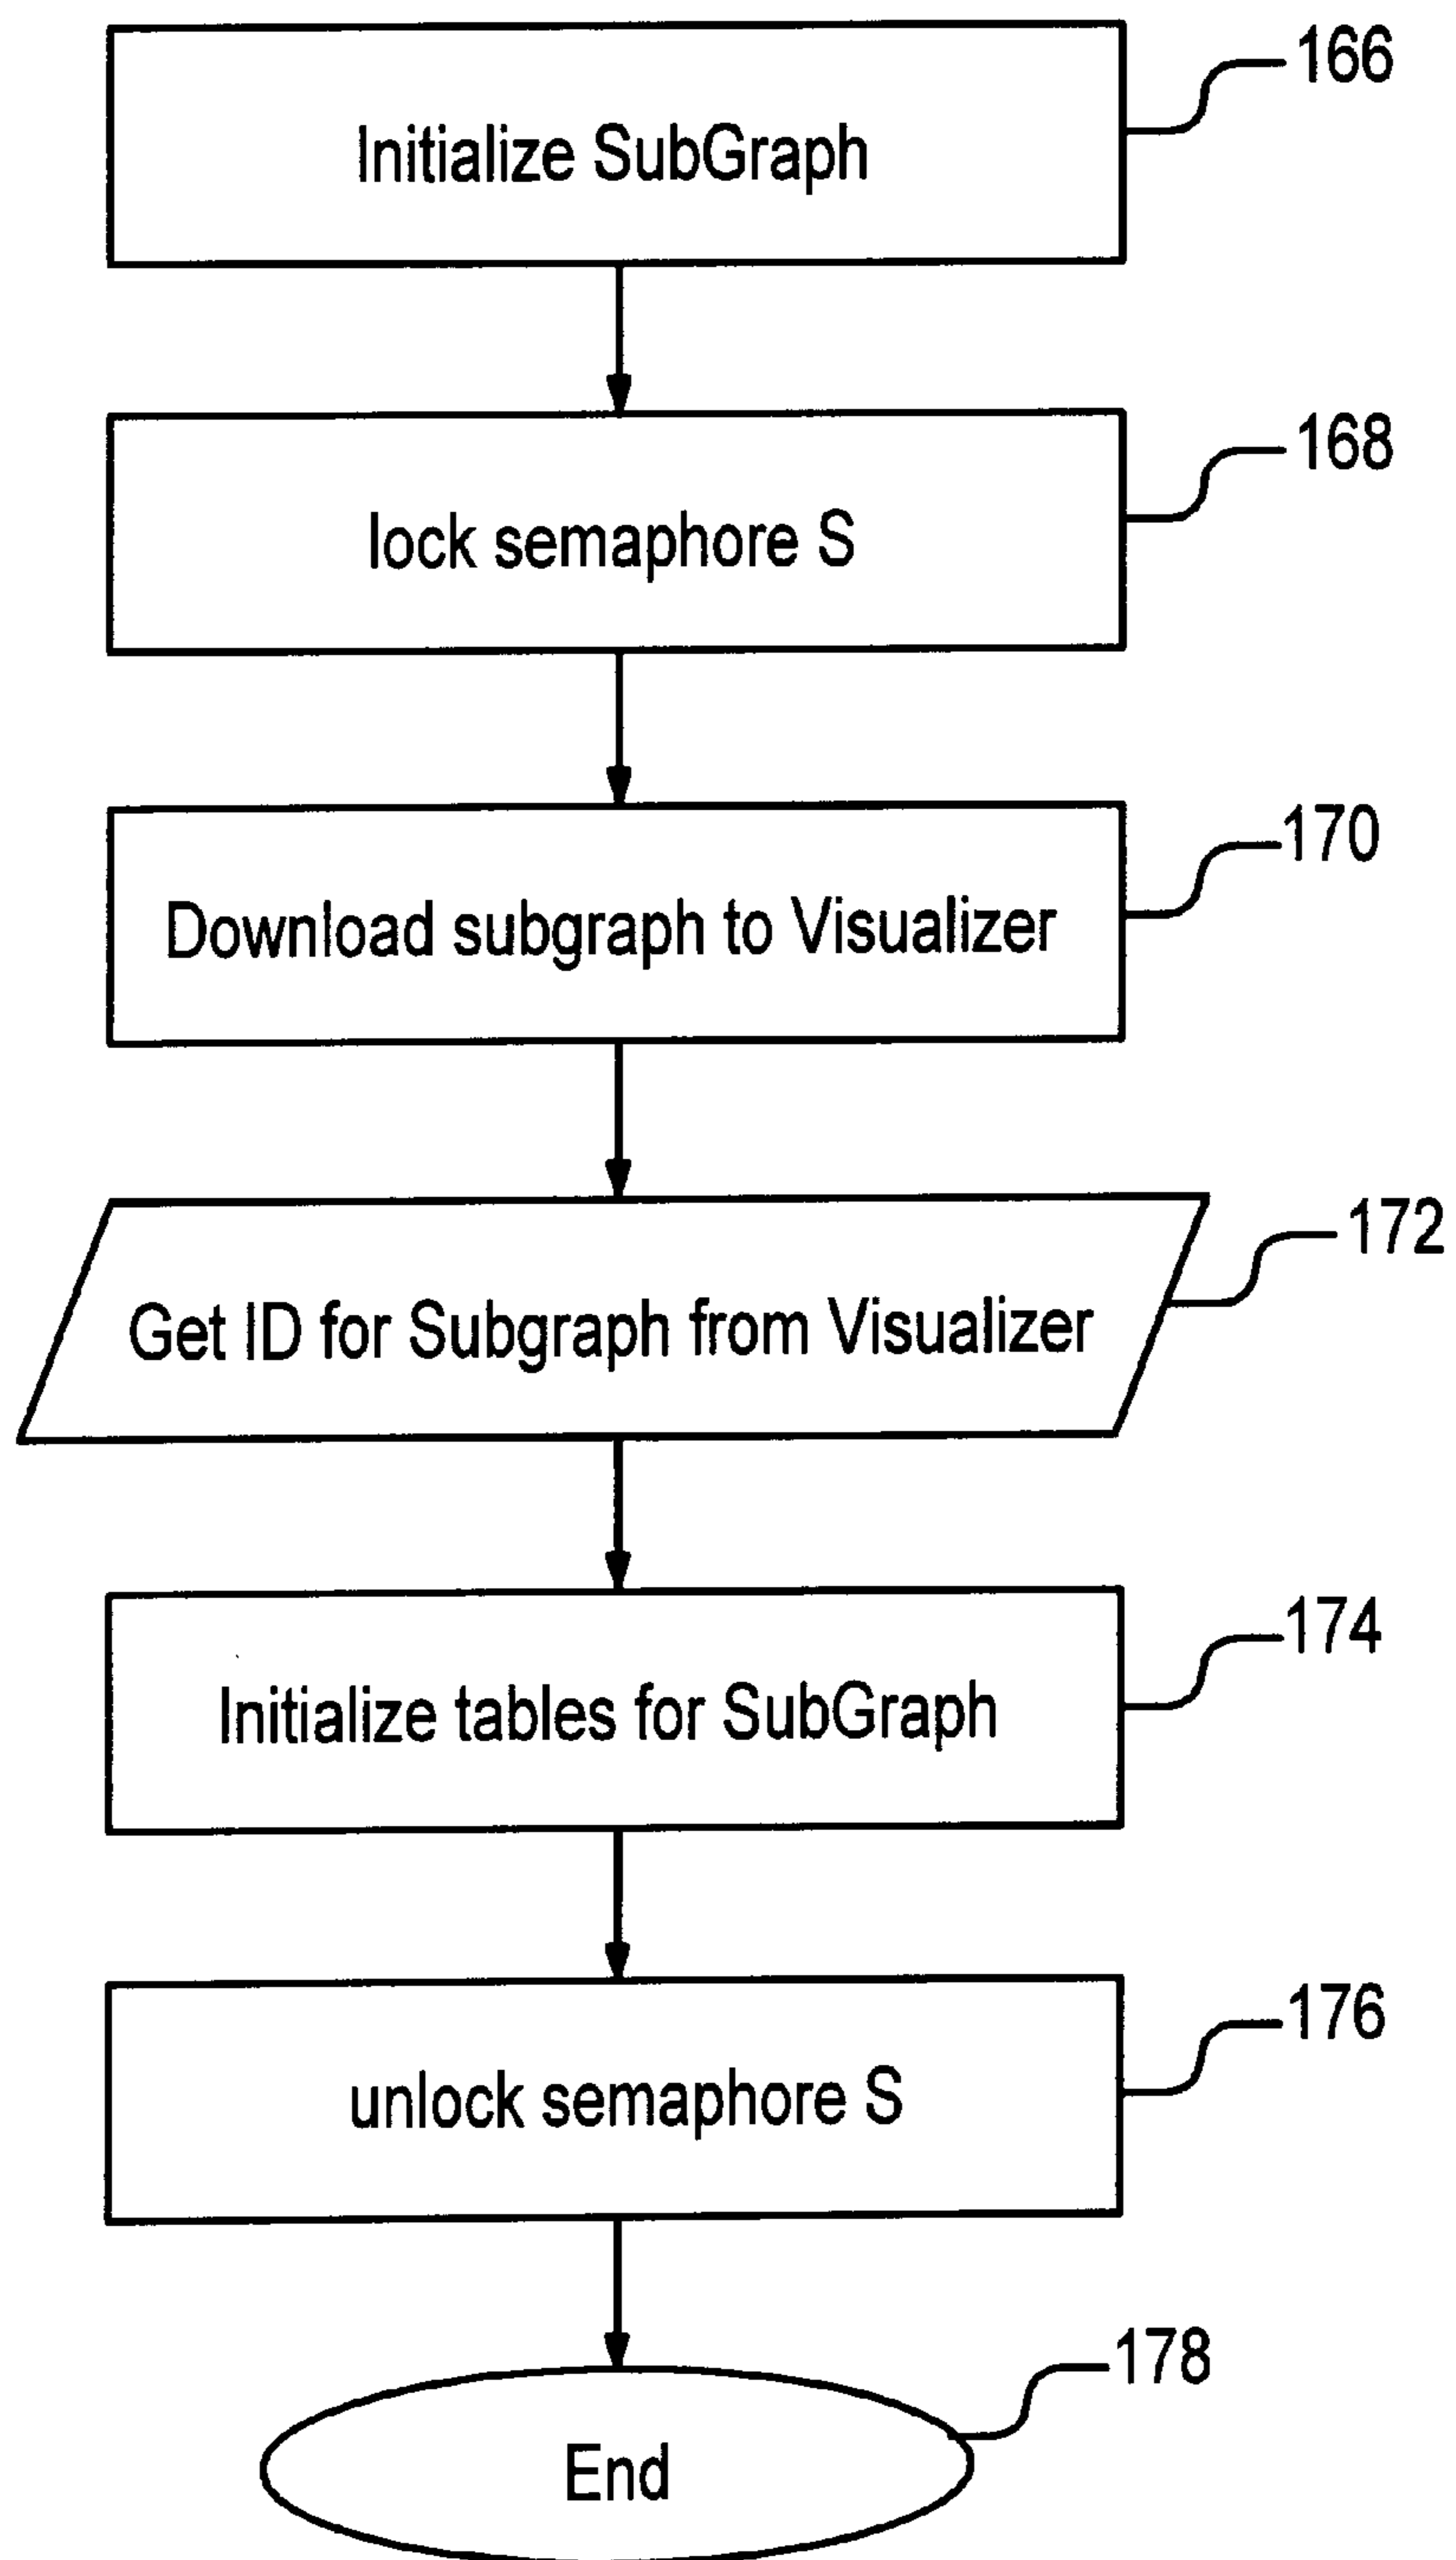 166
Initialize SubGraph
168
lock semaphore S
170
Download subgraph to Visualizer
172
Get ID for Subgraph from Visualizer
174
Initialize tables for SubGraph
176
unlock semaphore S
178
End